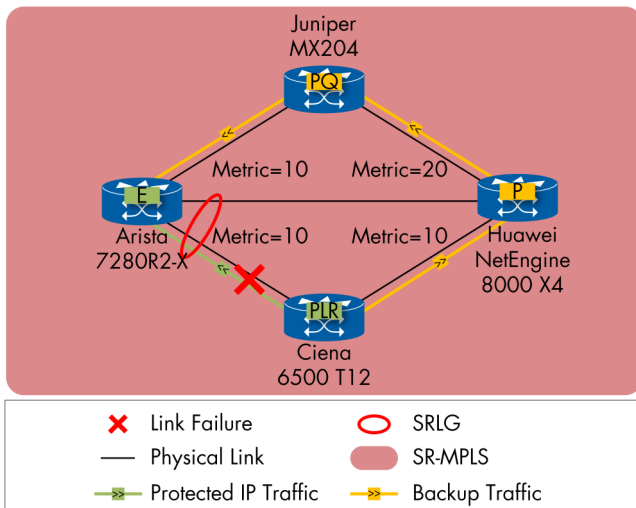 Juniper
MX204
PQ
Metric=10
Metric=20
E
P
Arista
7280R2-X
Metric=10
Metric=10
Huawei
NetEngine
8000 X4
PLR
Ciena
6500 T12
Link Failure
SRLG
Physical Link
SR-MPLS
>> Protected IP Traffic
>> Backup Traffic